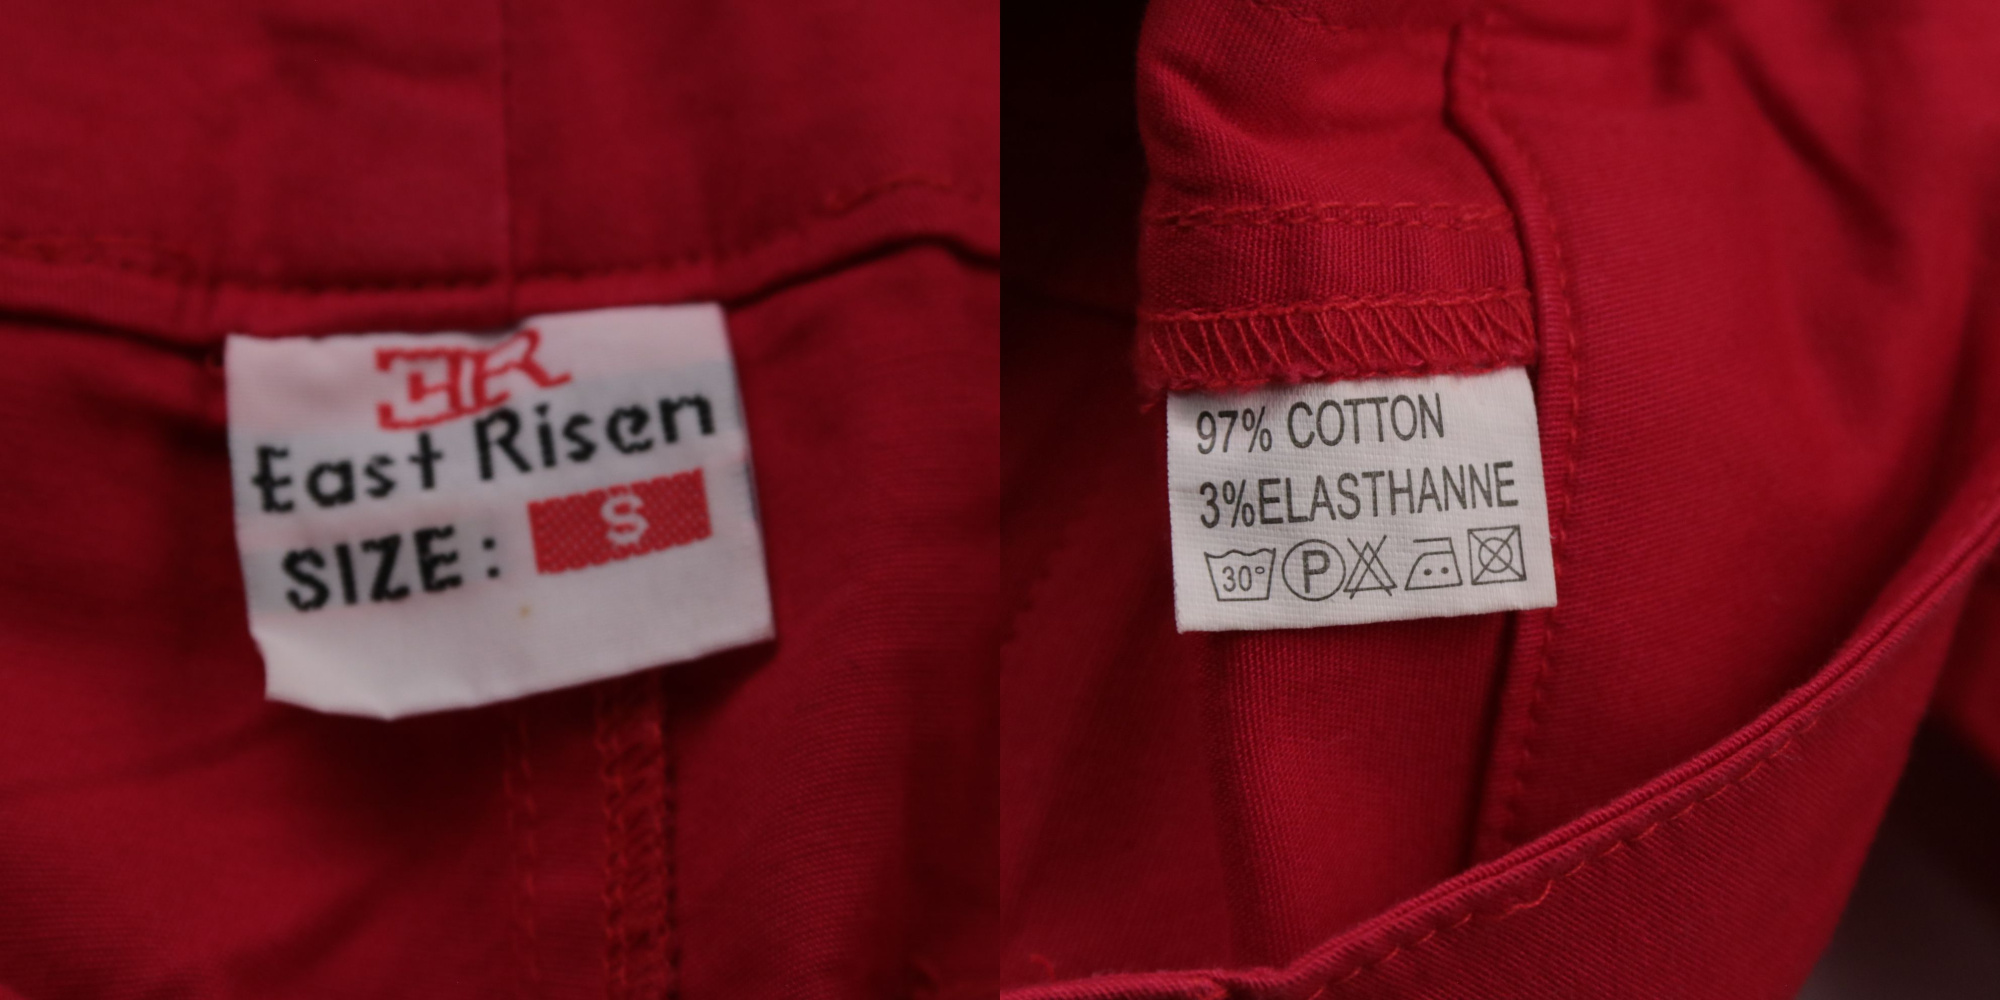 ER
East Risen
SIZE: S
97% COTTON
3%ELASTHANNE
30° P